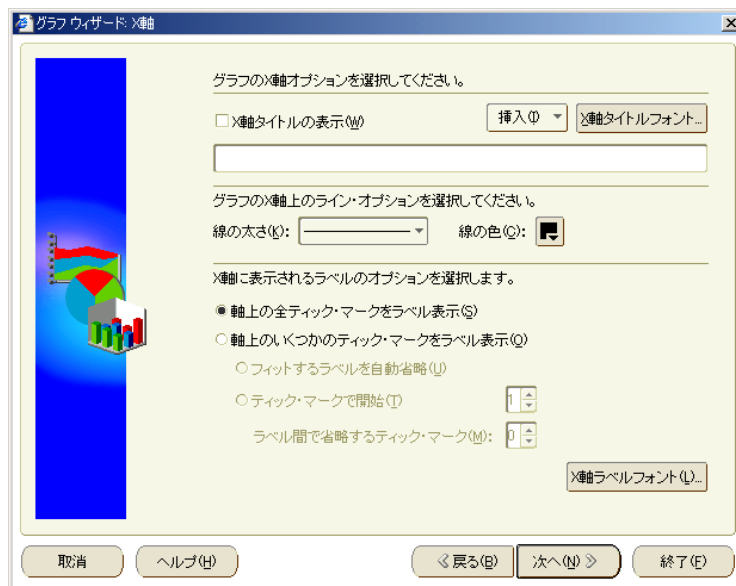 グラフ ウィザード: X軸
グラフのX軸オプションを選択してください。
X軸タイトルの表示(W) 挿入(I) X軸タイトルフォント...
グラフのX軸上のライン・オプションを選択してください。
線の太さ(K): 線の色(C):
X軸に表示されるラベルのオプションを選択します。
軸上の全ティック・マークをラベル表示(S)
軸上のいくつかのティック・マークをラベル表示(O)
フィットするラベルを自動省略(U)
ティック・マークで開始(T) 1
ラベル間で省略するティック・マーク(M): 0
X軸ラベルフォント(L)...
取消 ヘルプ(H) 戻る(B) 次へ(N) 終了(F)